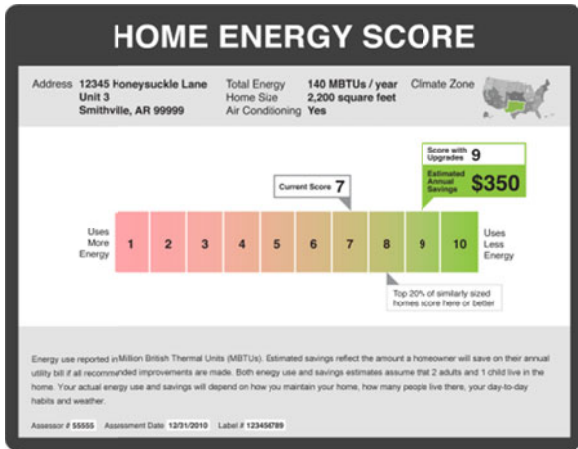 HOME ENERGY SCORE
Address 12345 Honeysuckle Lane
Unit 3
Smithville, AR 99999
Total Energy 140 MBTUs / year
Home Size 2,200 square feet
Air Conditioning Yes
Climate Zone
Score with Upgrades 9
Estimated Annual Savings $350
Current Score 7
Uses More Energy
1 2 3 4 5 6 7 8 9 10
Uses Less Energy
Top 20% of similarly sized
homes score here or better
Energy use reported in Million British Thermal Units (MBTUs). Estimated savings reflect the amount a homeowner will save on their annual
utility bill if all recommended improvements are made. Both energy use and savings estimates assume that 2 adults and 1 child live in the
home. Your actual energy use and savings will depend on how you maintain your home, how many people live there, your day-to-day
habits and weather.
Assessor # 55555 Assessment Date 12/31/2010 Label # 123456789